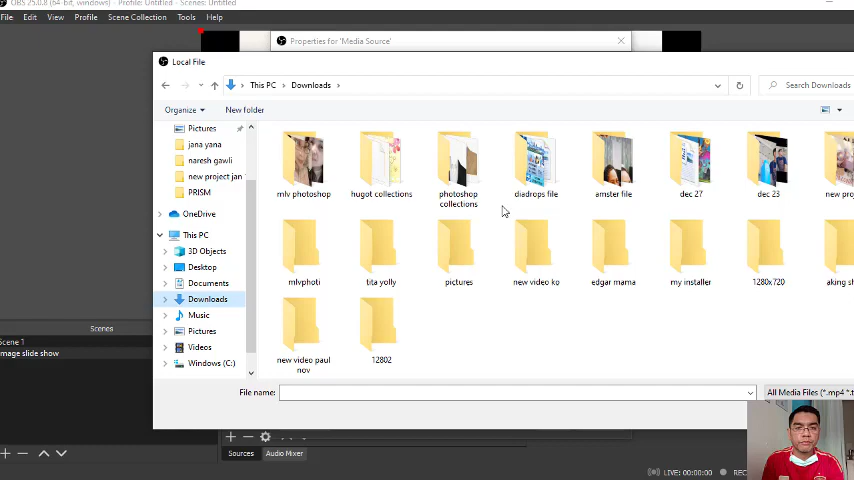 OBS 25.0.8 (64-bit, windows) - Profile: Untitled - Scenes: Untitled
File Edit View Profile Scene Collection Tools Help
Properties for 'Media Source'
Local File
This PC > Downloads >
Search Downloads
Organize New folder
Pictures
jana yana
naresh gawli
new project jan
PRISM
OneDrive
This PC
3D Objects
Desktop
Documents
Downloads
Music
Pictures
Videos
Windows (C:)
mlv photoshop
hugot collections
photoshop
collections
diadrops file
amster file
dec 27
dec 23
new proj
mlvphoti
tita yolly
pictures
new video ko
edgar mama
my installer
1280x720
aking sh
new video paul
nov
12802
File name:
All Media Files (*.mp4 *.t
Scenes
Scene 1
image slide show
Sources Audio Mixer
LIVE: 00:00:00
REC